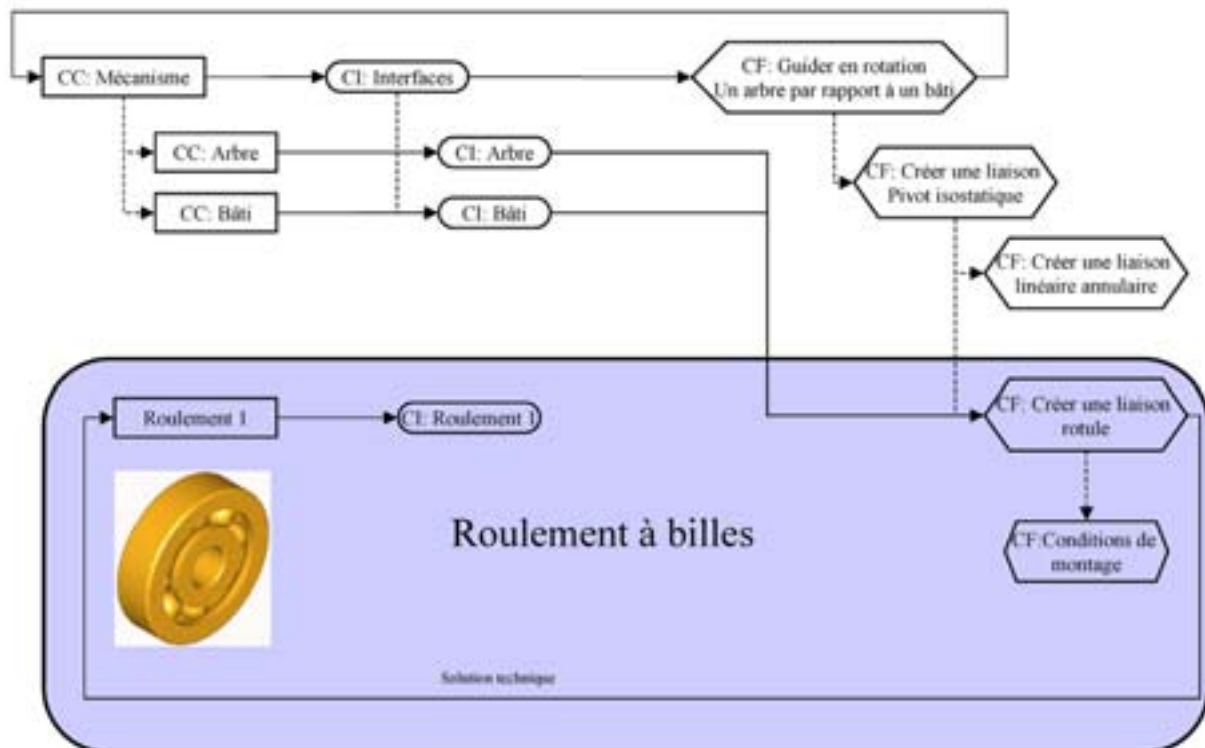 CC: Mécanisme
CI: Interfaces
CF: Guider en rotation
Un arbre par rapport à un bâti
CC: Arbre
CI: Arbre
CF: Créer une liaison
Pivot isostatique
CC: Bâti
CI: Bâti
CF: Créer une liaison
linéaire annulaire
Roulement 1
CI: Roulement 1
CF: Créer une liaison
rotule
Roulement à billes
CF:Conditions de
montage
Solution technique